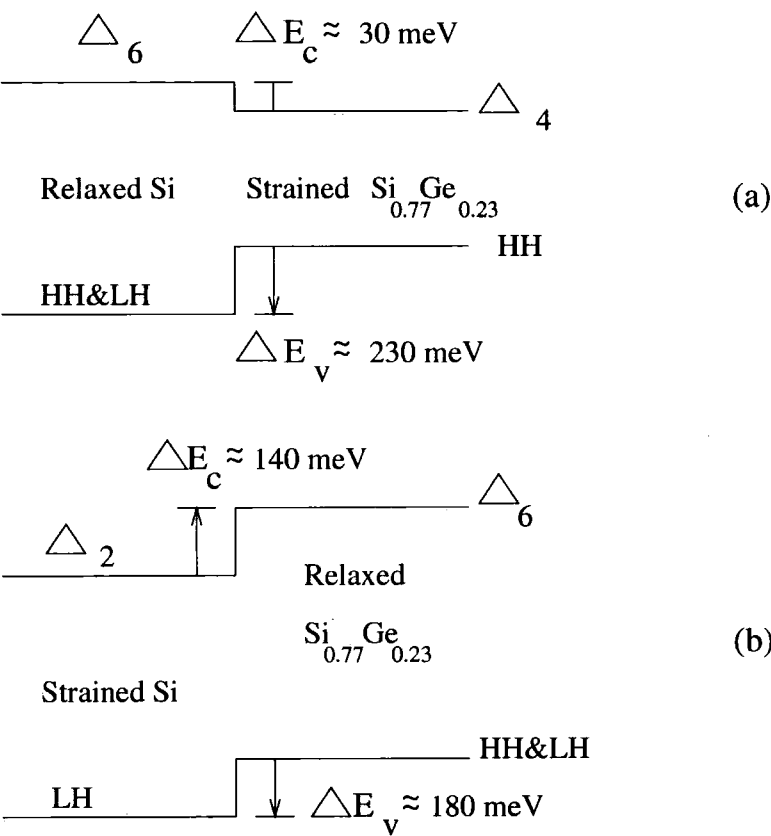 △6 △Ec ≈ 30 meV
△4
Relaxed Si Strained Si0.77Ge0.23 (a)
HH
HH&LH
△Ev ≈ 230 meV
△Ec ≈ 140 meV
△6
△2
Relaxed
Si0.77Ge0.23 (b)
Strained Si
HH&LH
LH △Ev ≈ 180 meV